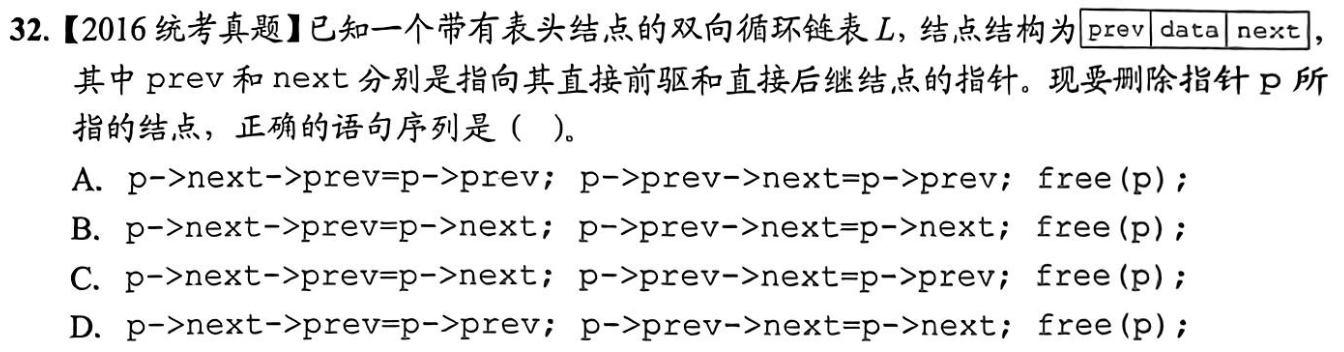 32.【2016 统考真题】已知一个带有表头结点的双向循环链表 L，结点结构为 prev data next，
其中 prev 和 next 分别是指向其直接前驱和直接后继结点的指针。现要删除指针 p 所
指的结点，正确的语句序列是（ ）。
A. p->next->prev=p->prev; p->prev->next=p->prev; free(p);
B. p->next->prev=p->next; p->prev->next=p->next; free(p);
C. p->next->prev=p->next; p->prev->next=p->prev; free(p);
D. p->next->prev=p->prev; p->prev->next=p->next; free(p);